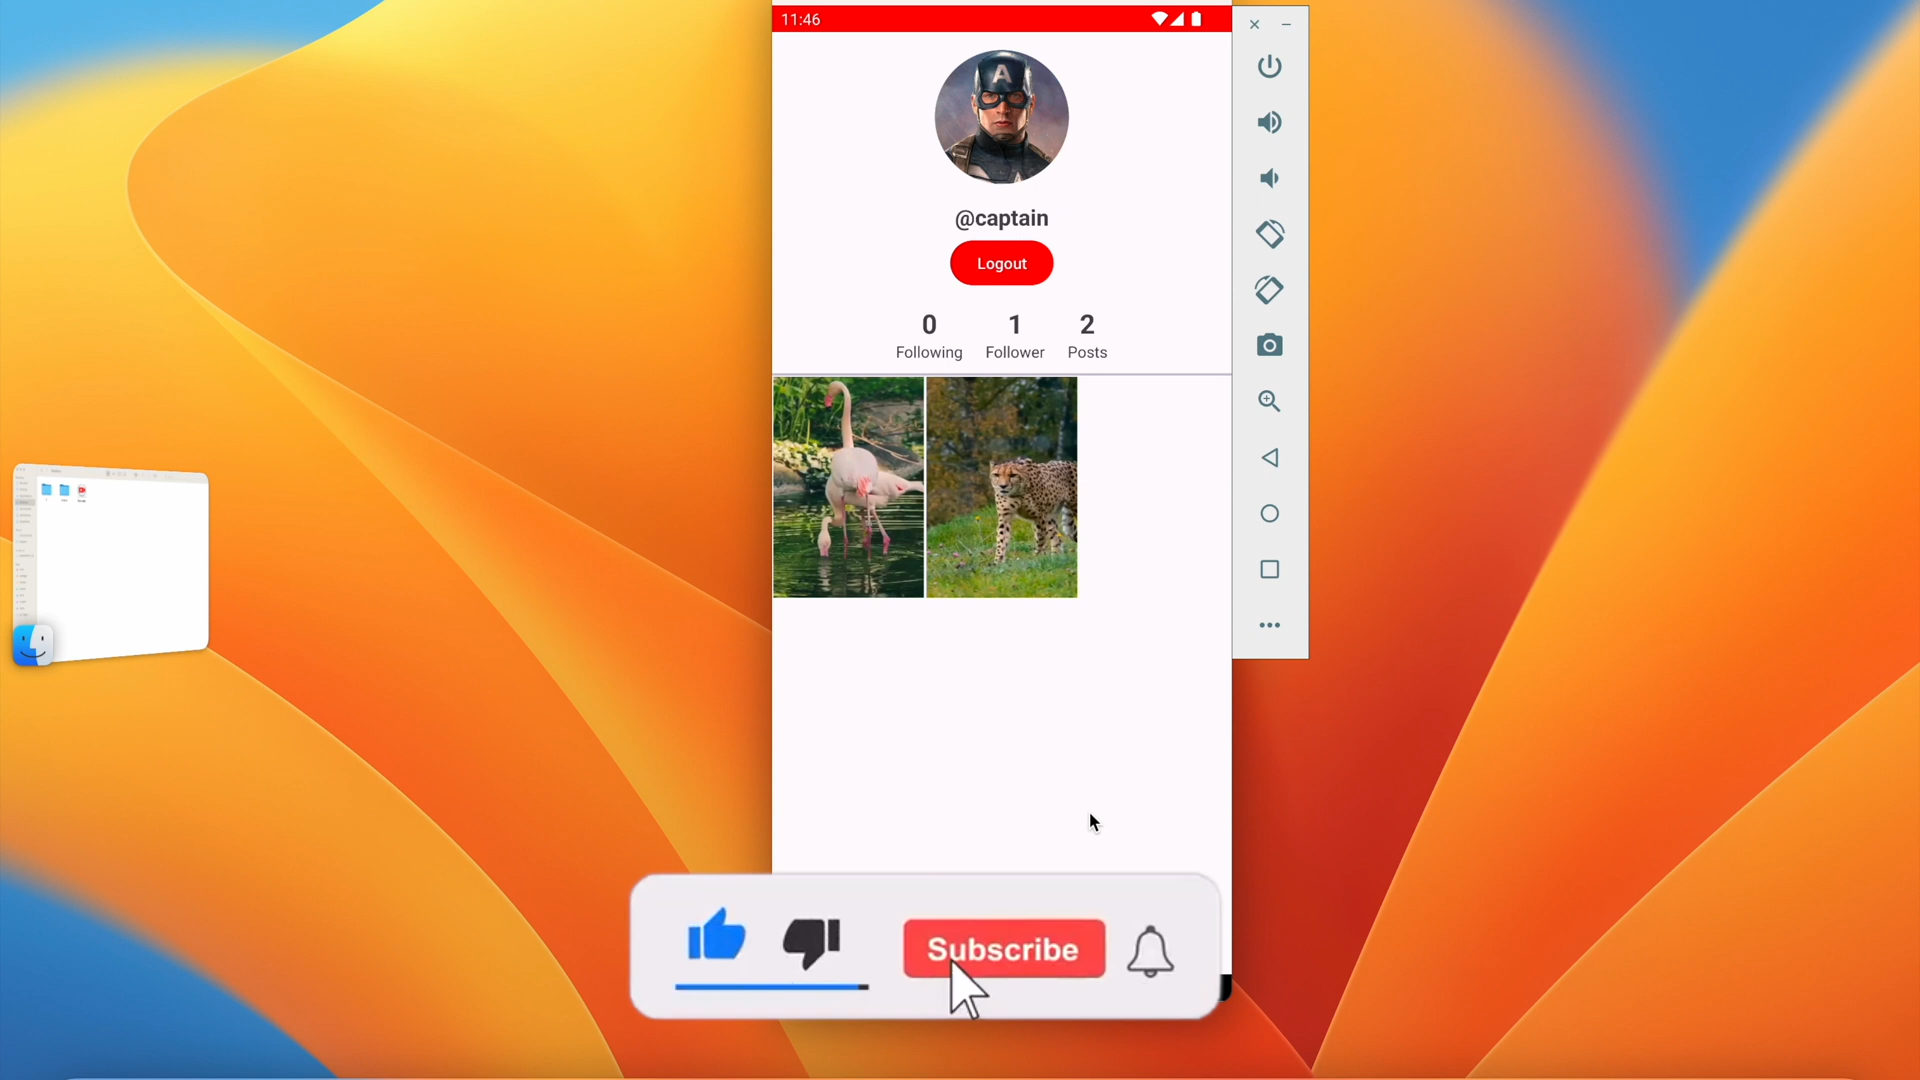 11:46
A
@captain
Logout
0
Following
1
Follower
2
Posts
Subscribe